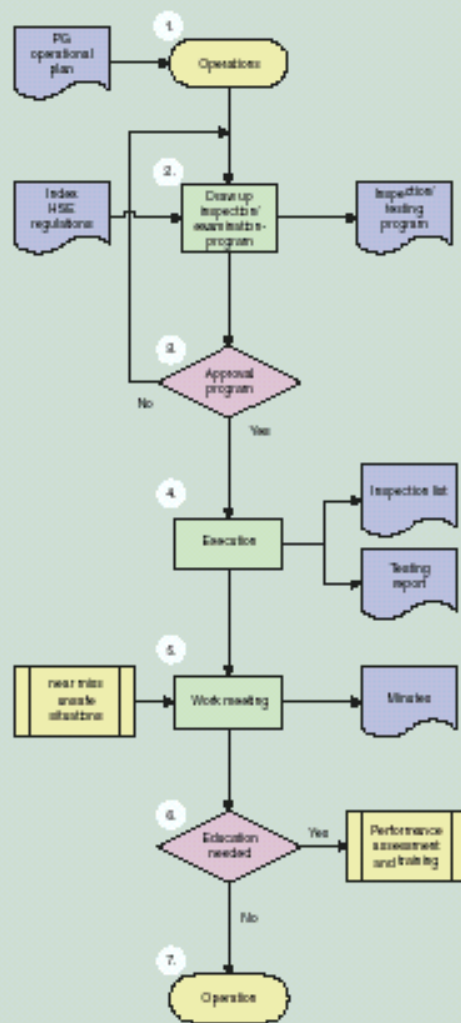 1.
PG
operational
plan
Operations
2.
Index
HSE
regulations
Draw up
inspection/
examination-
program
Inspection/
testing
program
3.
Approval
program
No
Yes
4.
Execution
Inspection list
Testing
report
5.
near miss
unsafe
situations
Work meeting
Minutes
6.
Education
needed
Yes
Performance
assessment
and training
No
7.
Operation